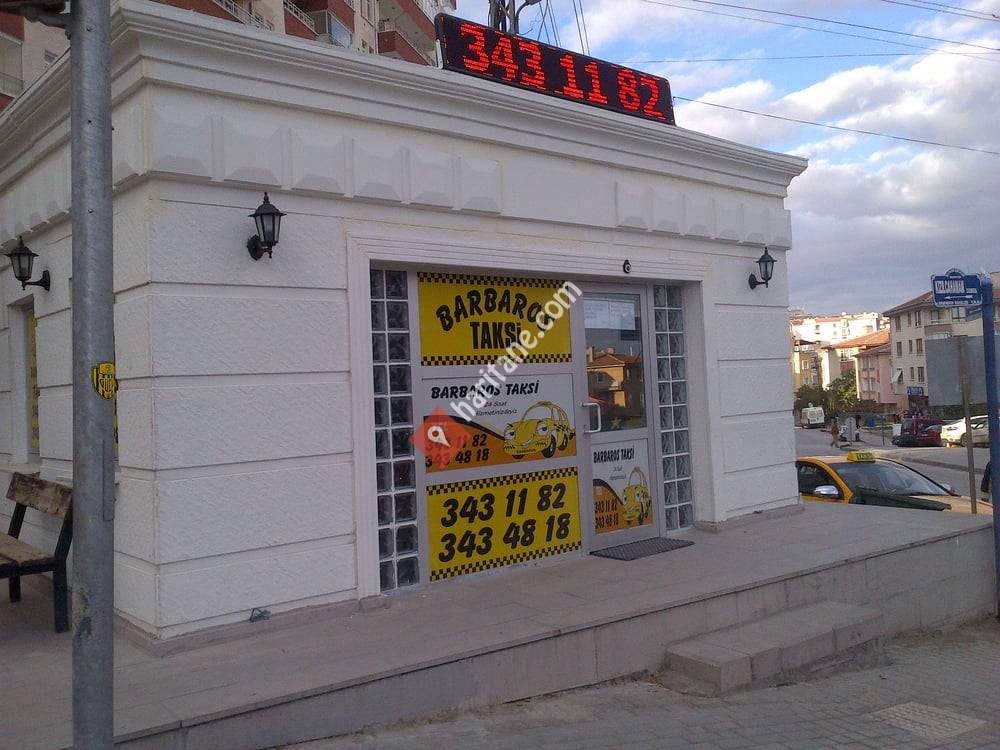 343 11 82
BARBAROS
TAKSİ
BARBAROS TAKSİ
24 Saat
Hizmetinizdeyiz
343 11 82
343 48 18
343 11 82
343 48 18
BARBAROS TAKSİ
343 11 82
343 48 18
haritane.com